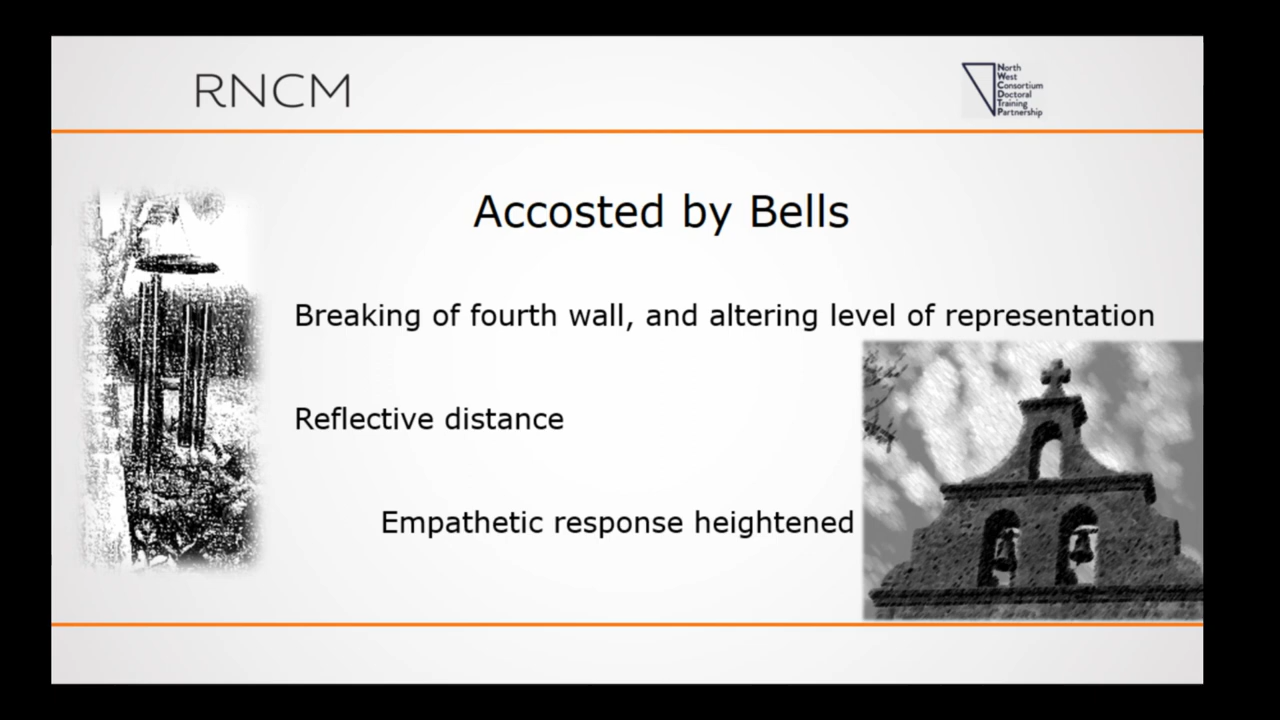 RNCM
North
West
Consortium
Doctoral
Training
Partnership
Accosted by Bells
Breaking of fourth wall, and altering level of representation
Reflective distance
Empathetic response heightened